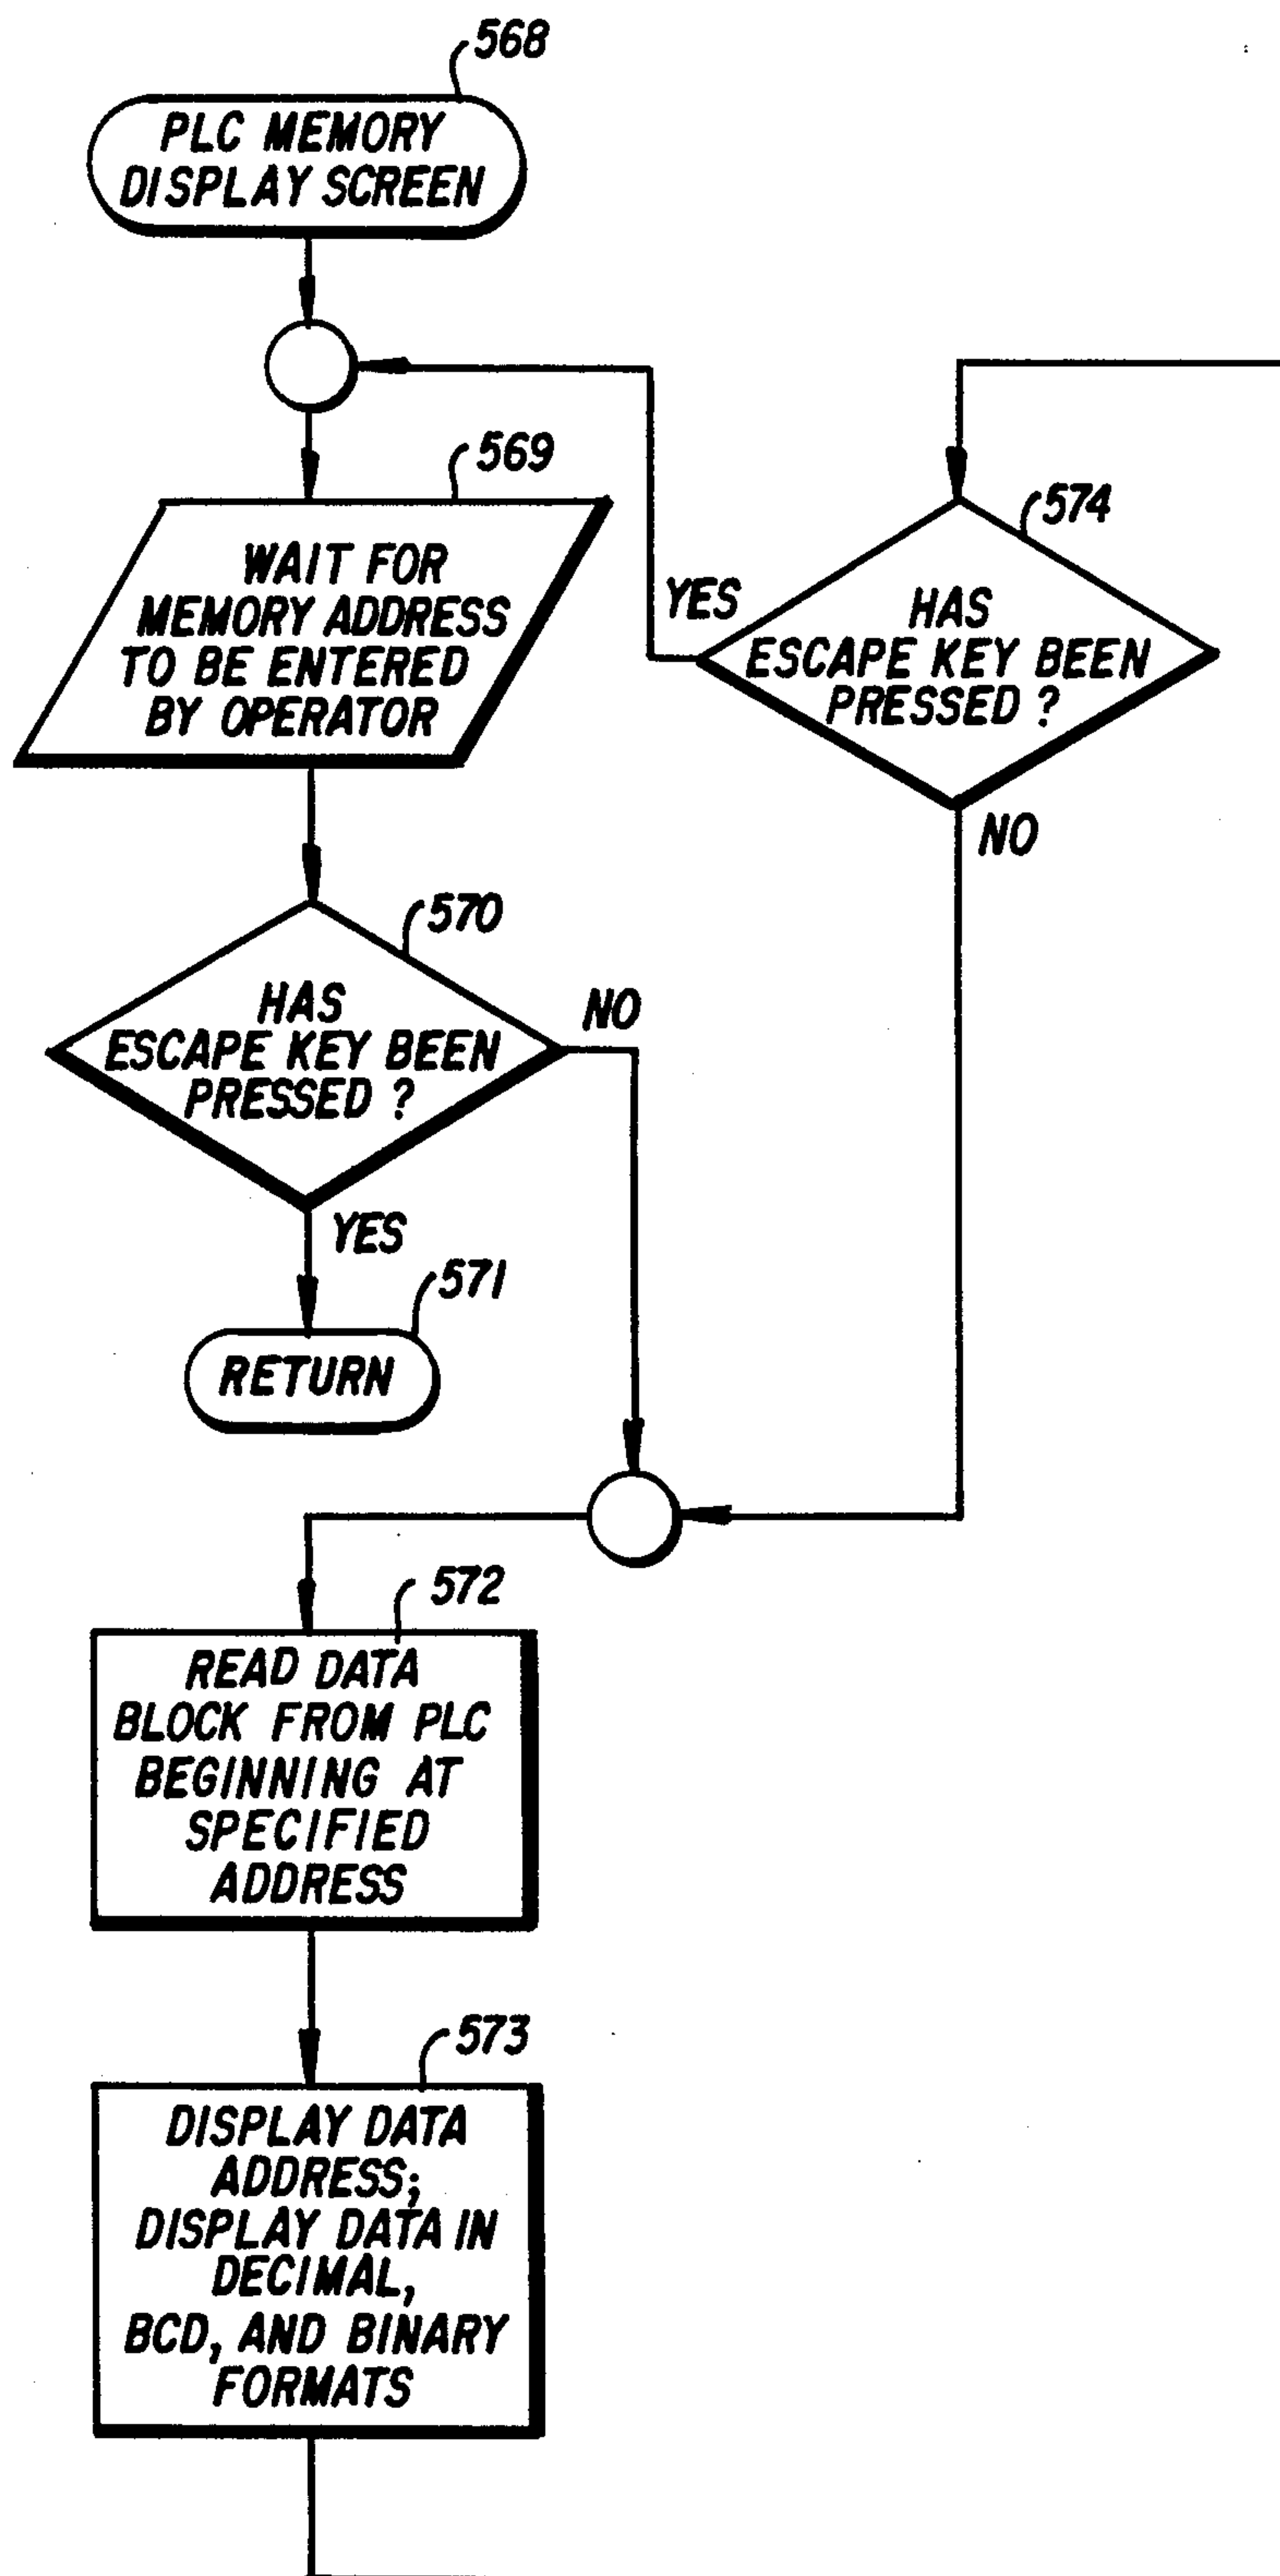 568
PLC MEMORY
DISPLAY SCREEN
569
WAIT FOR
MEMORY ADDRESS
TO BE ENTERED
BY OPERATOR
574
YES
HAS
ESCAPE KEY BEEN
PRESSED ?
NO
570
HAS
ESCAPE KEY BEEN
PRESSED ?
NO
YES
571
RETURN
572
READ DATA
BLOCK FROM PLC
BEGINNING AT
SPECIFIED
ADDRESS
573
DISPLAY DATA
ADDRESS;
DISPLAY DATA IN
DECIMAL,
BCD, AND BINARY
FORMATS